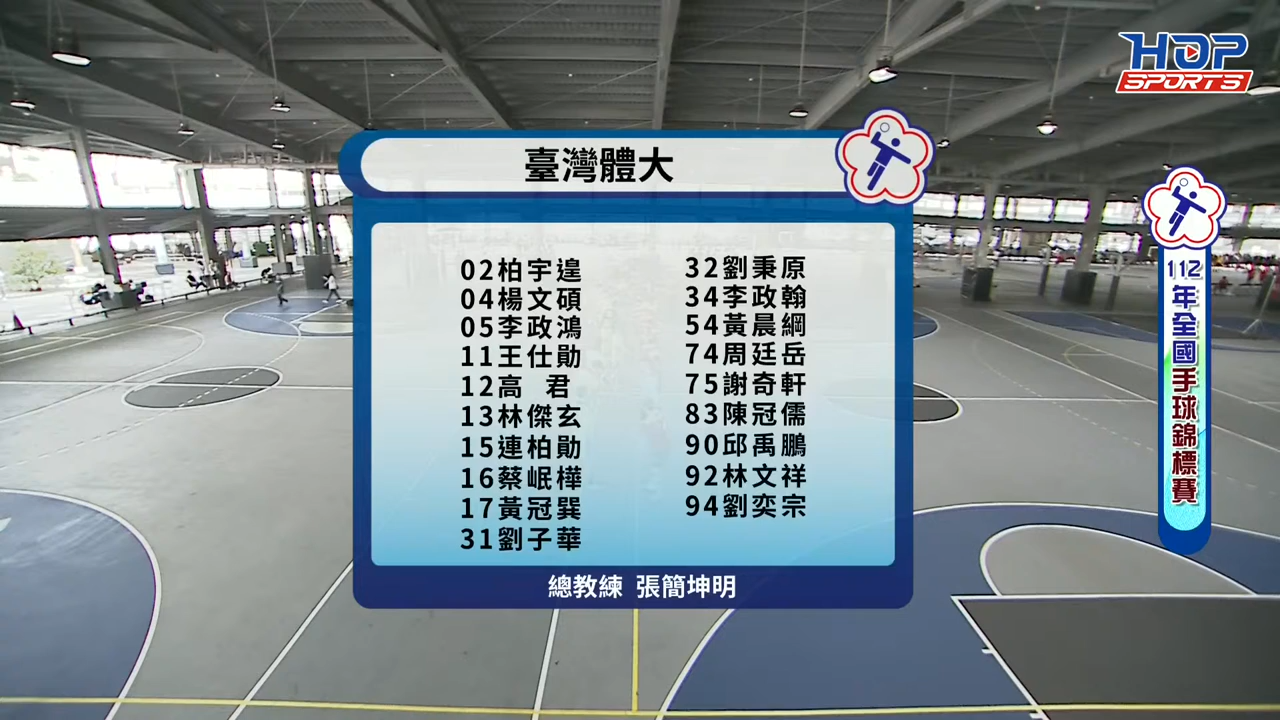 HOP
SPORTS
臺灣體大
02柏宇遑
04楊文碩
05李政鴻
11王仕勛
12高 君
13林傑玄
15連柏勛
16蔡岷樺
17黃冠巽
31劉子華
32劉秉原
34李政翰
54黃晨綱
74周廷岳
75謝奇軒
83陳冠儒
90邱禹鵬
92林文祥
94劉奕宗
總教練 張簡坤明
112年全國手球錦標賽